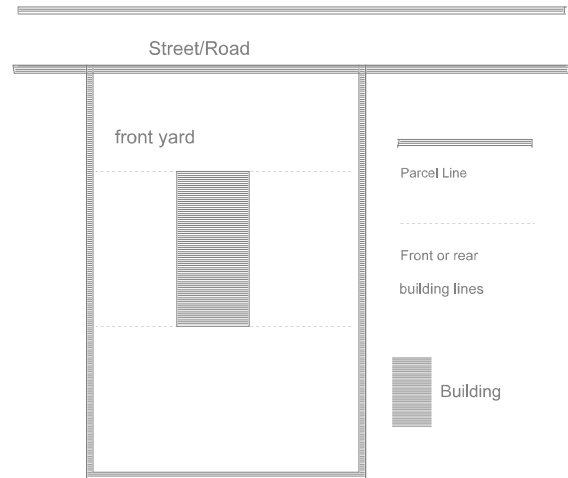 Street/Road
front yard
Parcel Line
Front or rear
building lines
Building